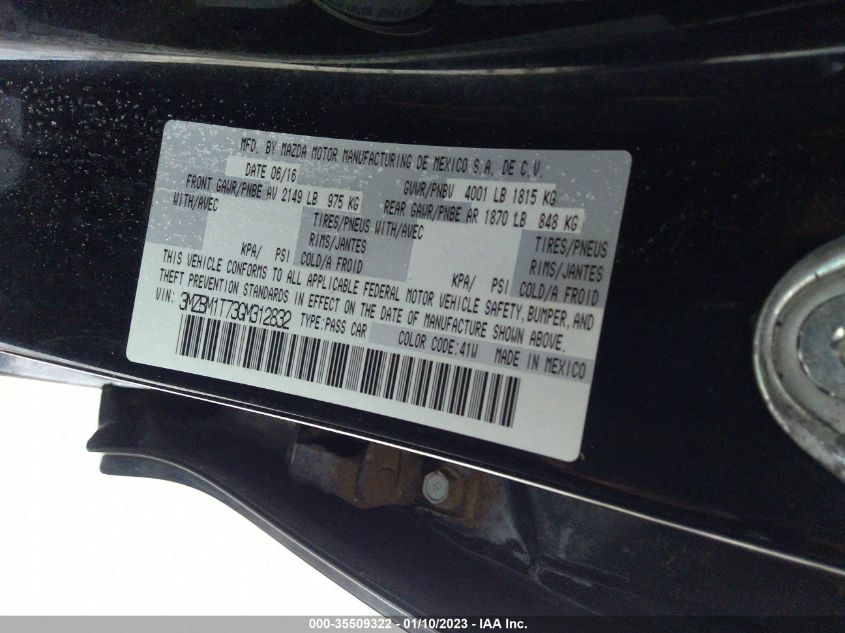 MFD. BY MAZDA MOTOR MANUFACTURING DE MEXICO S.A. DE C.V.
DATE 06/16 GVWR/PNBV 4001 LB 1815 KG
FRONT GAWR/PNBE AV 2149 LB 975 KG REAR GAWR/PNBE AR 1870 LB 848 KG
WITH/AVEC TIRES/PNEUS WITH/AVEC TIRES/PNEUS
RIMS/JANTES RIMS/JANTES
KPA/ PSI COLD/A FROID KPA/ PSI COLD/A FROID
THIS VEHICLE CONFORMS TO ALL APPLICABLE FEDERAL MOTOR VEHICLE SAFETY, BUMPER, AND
THEFT PREVENTION STANDARDS IN EFFECT ON THE DATE OF MANUFACTURE SHOWN ABOVE.
VIN: 3MZBM1T73GM312832 TYPE:PASS CAR
COLOR CODE:41W MADE IN MEXICO
000-35509322 - 01/10/2023 - IAA Inc.